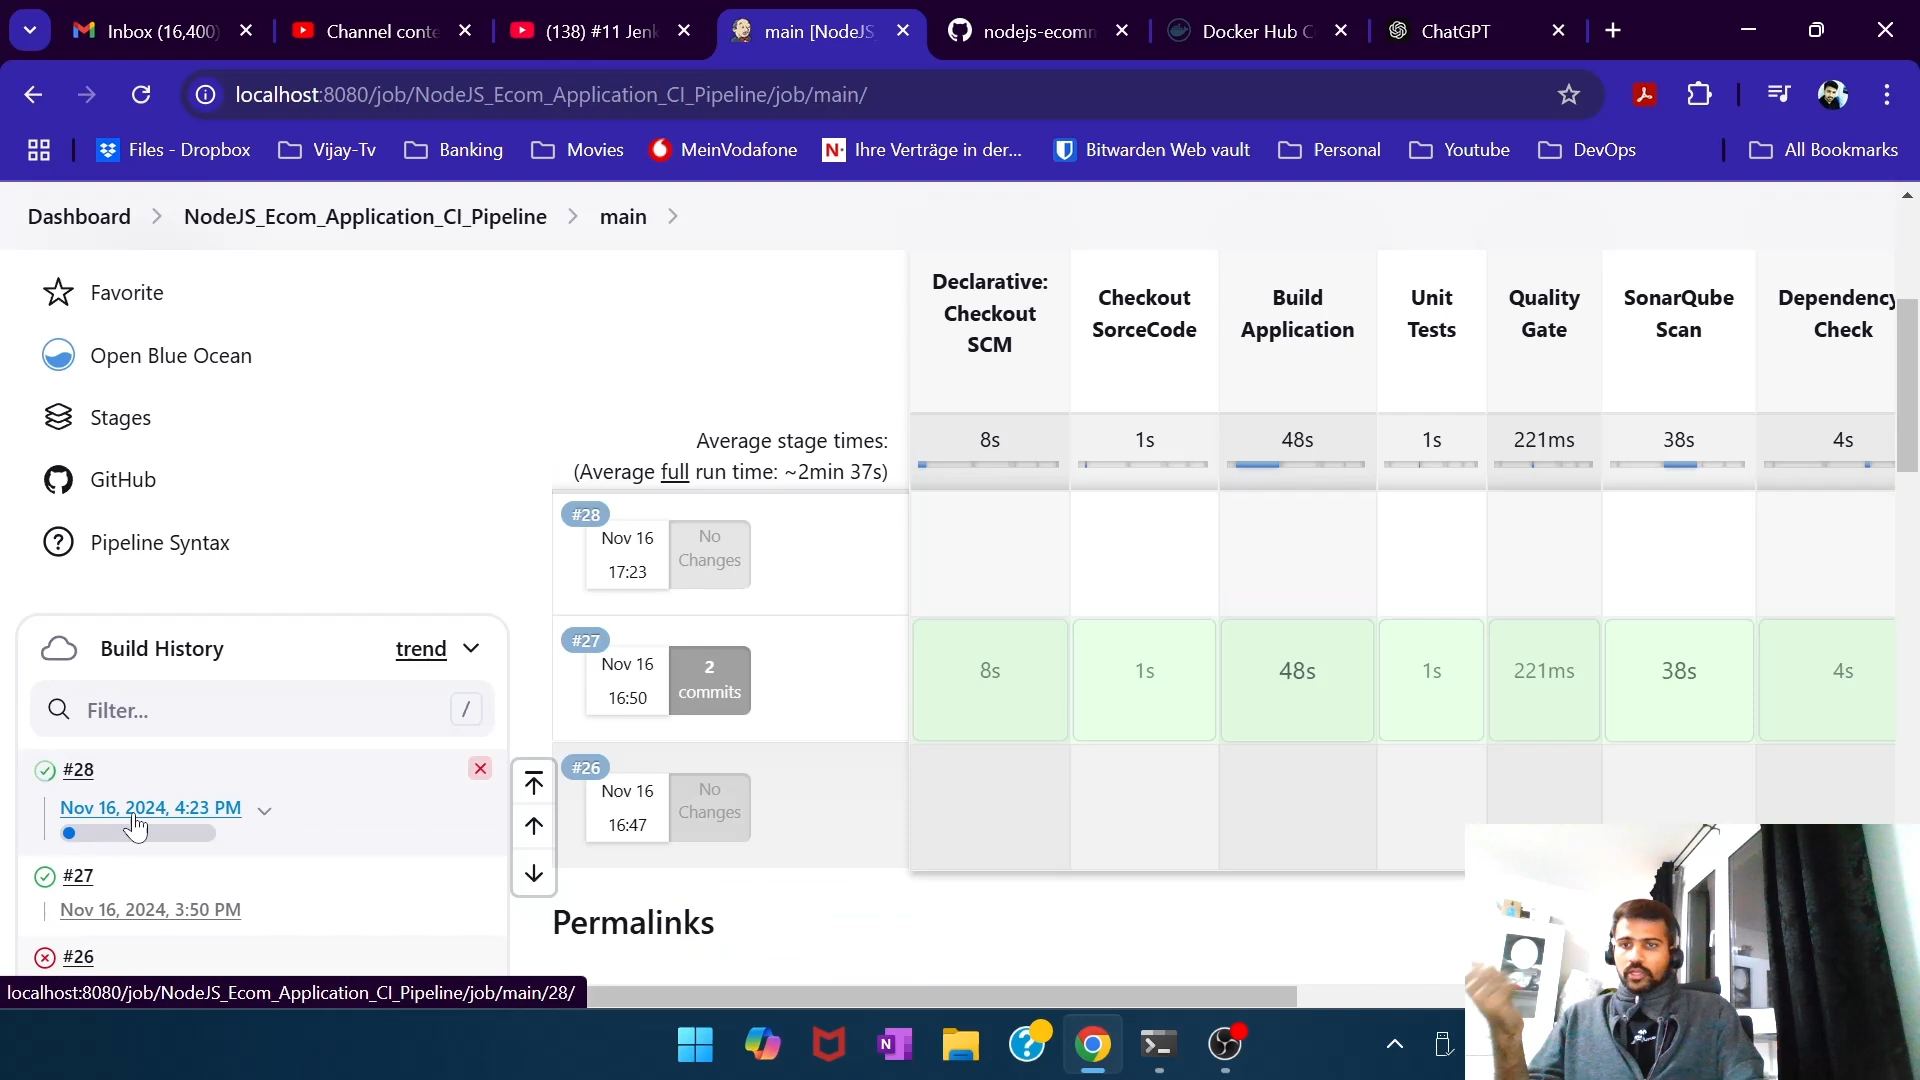 Inbox (16,400)
Channel conte
(138) #11 Jenk
main [NodeJS
nodejs-ecomm
Docker Hub C
ChatGPT
localhost:8080/job/NodeJS_Ecom_Application_CI_Pipeline/job/main/
Files - Dropbox
Vijay-Tv
Banking
Movies
MeinVodafone
N·
Ihre Verträge in der...
Bitwarden Web vault
Personal
Youtube
DevOps
All Bookmarks
Dashboard
NodeJS_Ecom_Application_CI_Pipeline
main
Favorite
Open Blue Ocean
Stages
GitHub
Pipeline Syntax
Declarative:
Checkout
SCM
Checkout
SorceCode
Build
Application
Unit
Tests
Quality
Gate
SonarQube
Scan
Dependency
Check
Average stage times:
(Average full run time: ~2min 37s)
8s
1s
48s
1s
221ms
38s
4s
#28
Nov 16
17:23
No
Changes
#27
Nov 16
16:50
2
commits
8s
1s
48s
1s
221ms
38s
4s
#26
Nov 16
16:47
No
Changes
Build History
trend
Filter...
/
#28
Nov 16, 2024, 4:23 PM
#27
Nov 16, 2024, 3:50 PM
#26
Permalinks
localhost:8080/job/NodeJS_Ecom_Application_CI_Pipeline/job/main/28/
N